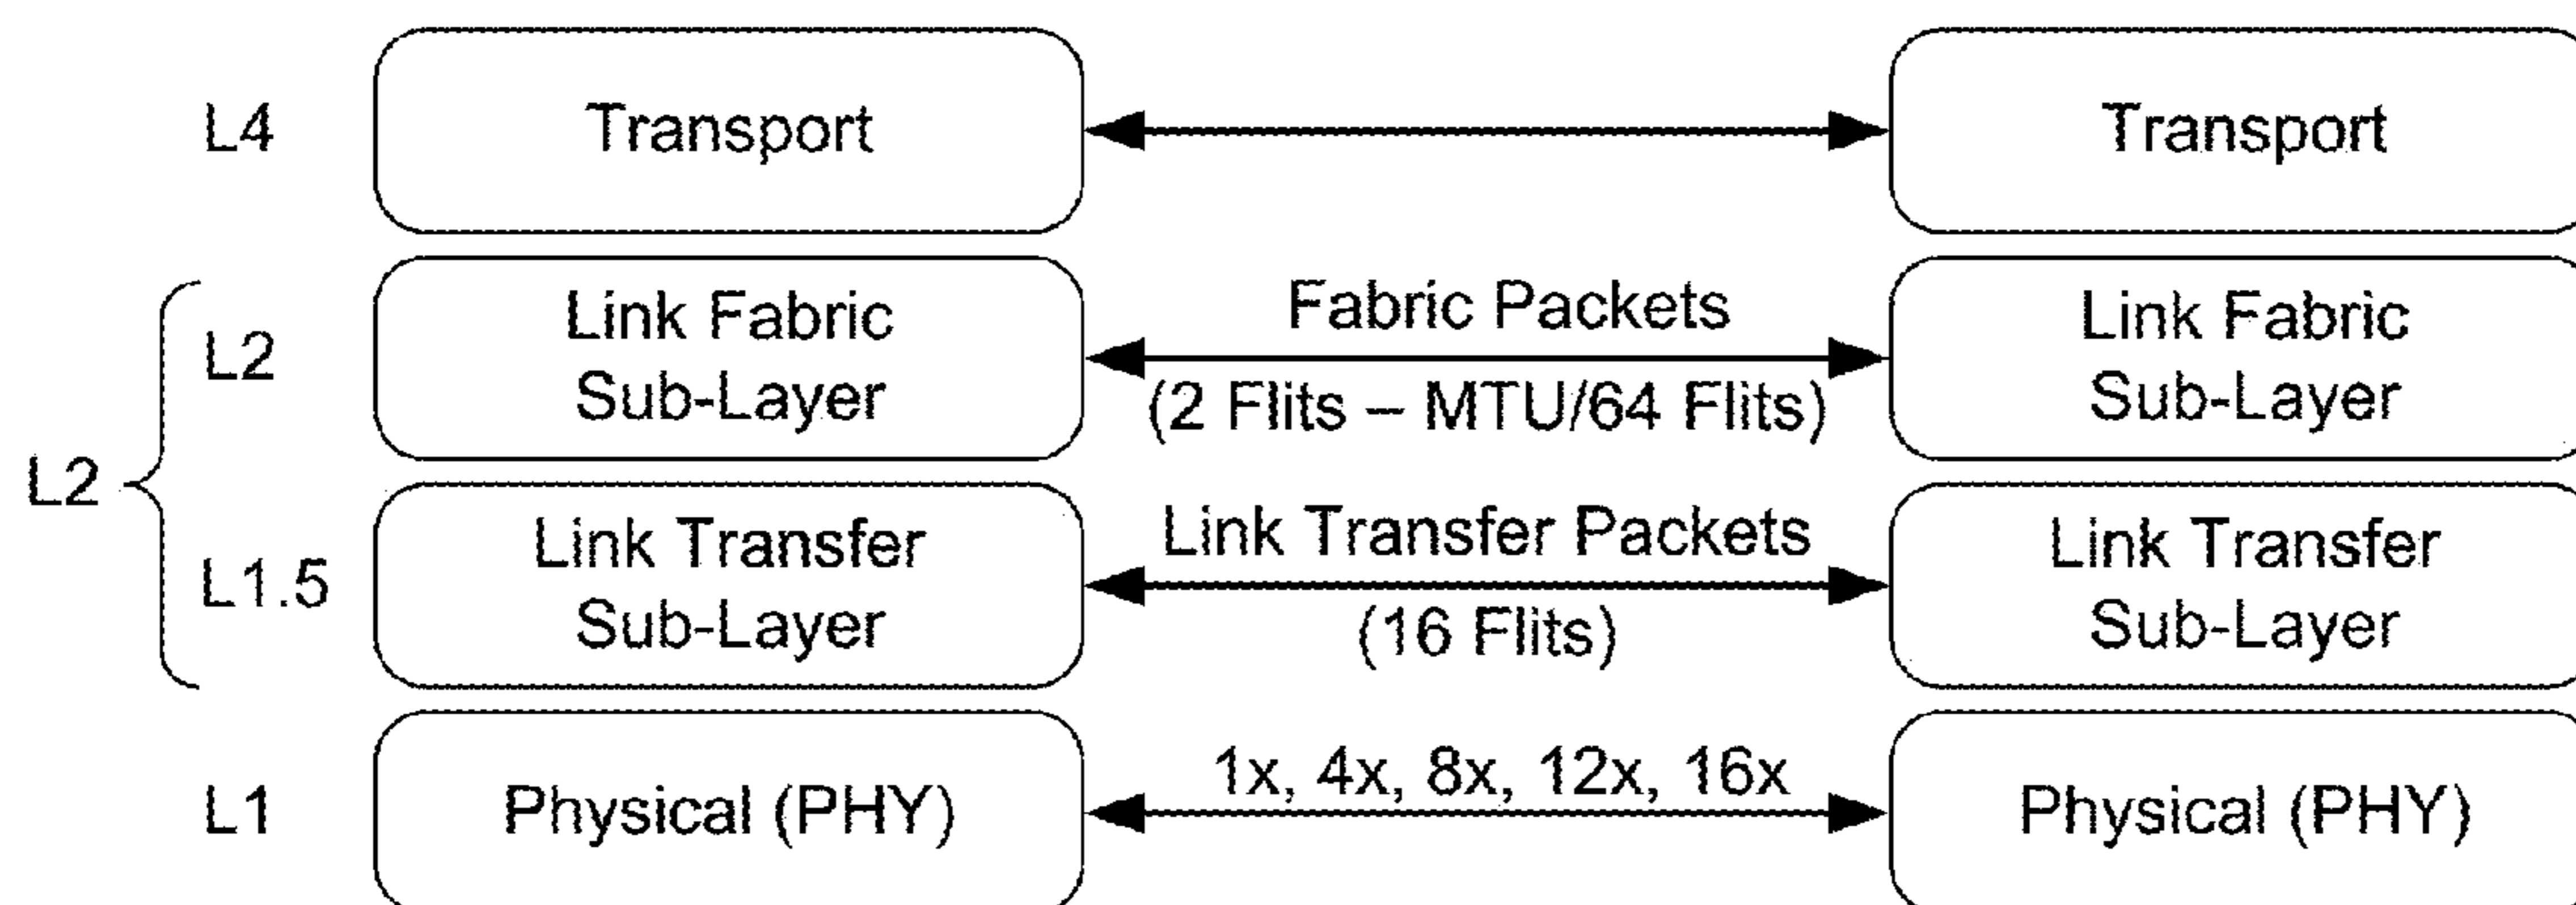 L4
Transport
Transport
L2
L2
Link Fabric
Sub-Layer
Fabric Packets
(2 Flits – MTU/64 Flits)
Link Fabric
Sub-Layer
L1.5
Link Transfer
Sub-Layer
Link Transfer Packets
(16 Flits)
Link Transfer
Sub-Layer
L1
Physical (PHY)
1x, 4x, 8x, 12x, 16x
Physical (PHY)